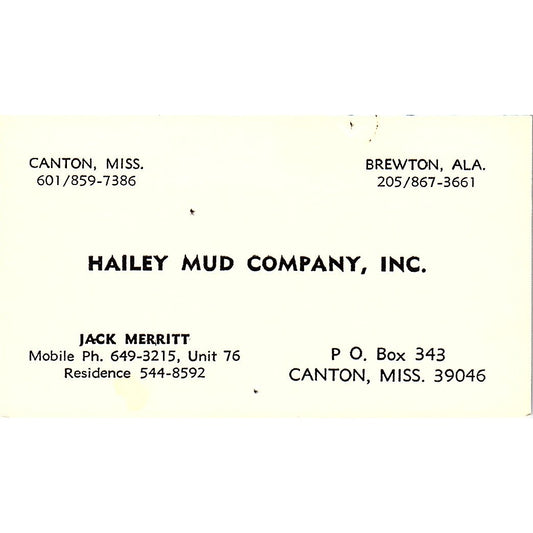 CANTON, MISS.
601/859-7386
BREWTON, ALA.
205/867-3661
HAILEY MUD COMPANY, INC.
JACK MERRITT
Mobile Ph. 649-3215, Unit 76
Residence 544-8592
P O. Box 343
CANTON, MISS. 39046